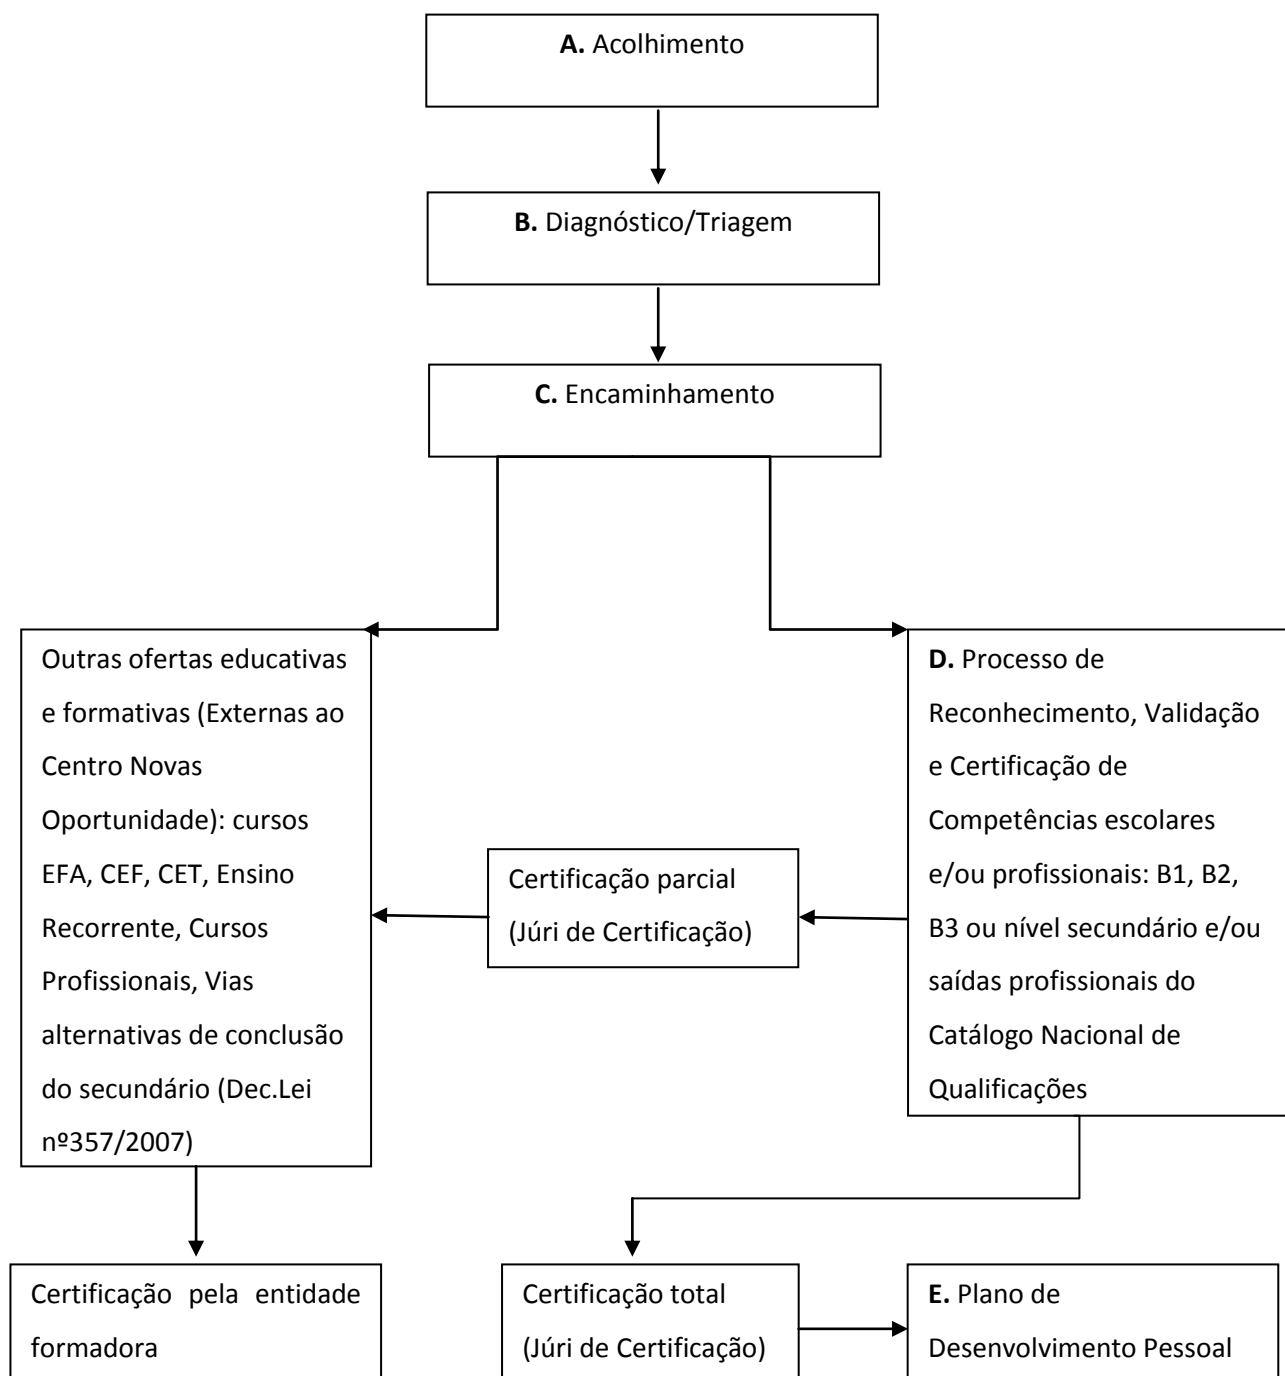 A. Acolhimento
B. Diagnóstico/Triagem
C. Encaminhamento
Outras ofertas educativas
e formativas (Externas ao
Centro Novas
Oportunidade): cursos
EFA, CEF, CET, Ensino
Recorrente, Cursos
Profissionais, Vias
alternativas de conclusão
do secundário (Dec.Lei
nº357/2007)
Certificação parcial
(Júri de Certificação)
D. Processo de
Reconhecimento, Validação
e Certificação de
Competências escolares
e/ou profissionais: B1, B2,
B3 ou nível secundário e/ou
saídas profissionais do
Catálogo Nacional de
Qualificações
Certificação pela entidade
formadora
Certificação total
(Júri de Certificação)
E. Plano de
Desenvolvimento Pessoal